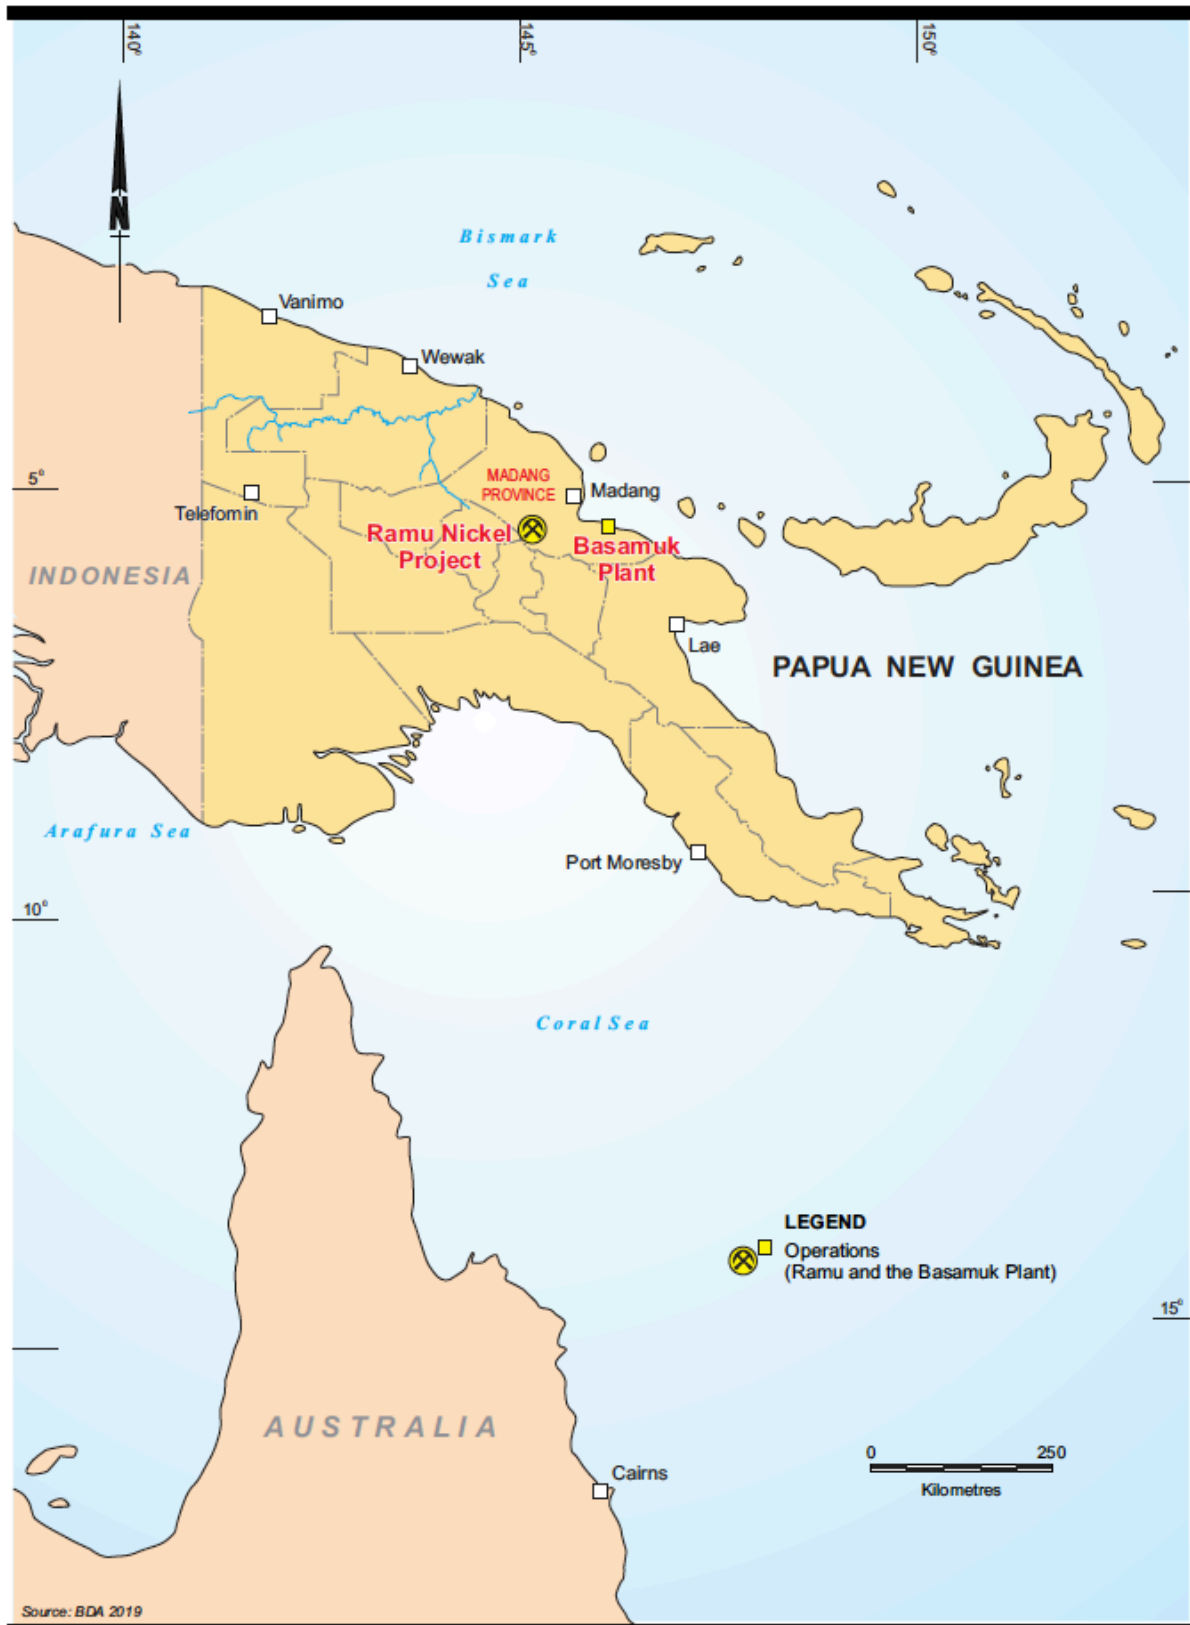 140°
145°
150°
N
Bismark
Sea
Vanimo
Wewak
5°
MADANG
PROVINCE
Madang
Telefomin
Ramu Nickel
Project
Basamuk
Plant
INDONESIA
Lae
PAPUA NEW GUINEA
Arafura Sea
Port Moresby
10°
Coral Sea
LEGEND
Operations
(Ramu and the Basamuk Plant)
15°
AUSTRALIA
0 250
Kilometres
Cairns
Source: BDA 2019